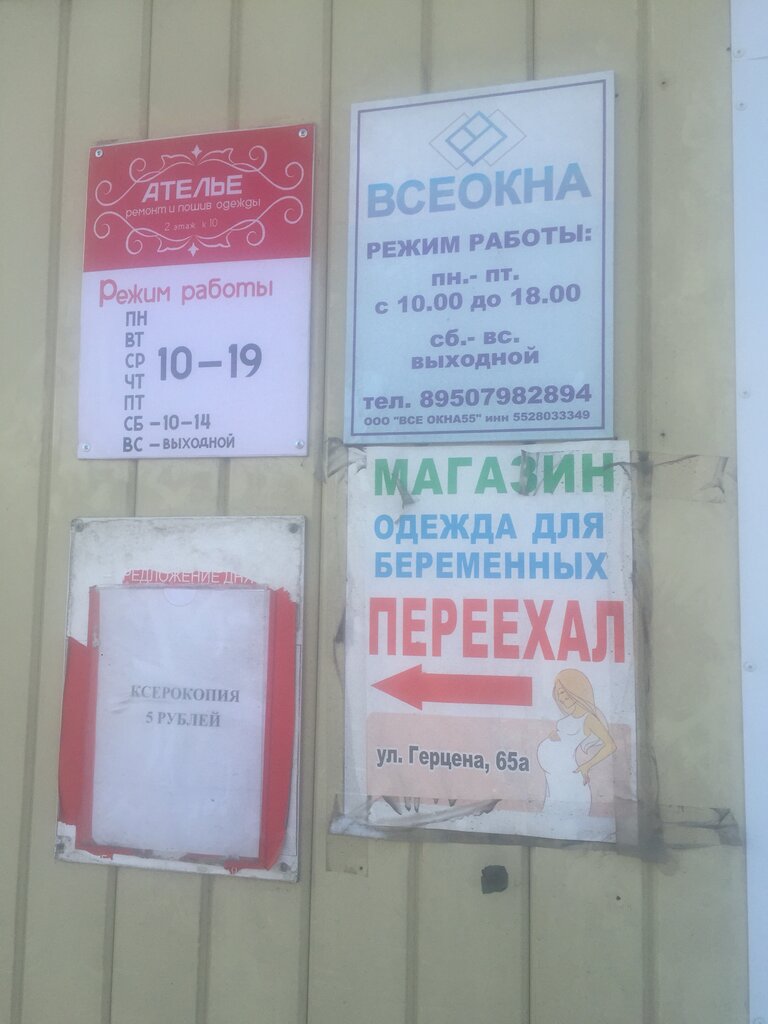 АТЕЛЬЕ
ремонт и пошив одежды
2 этаж к 10
Режим работы
ПН
ВТ
СР 10-19
ЧТ
ПТ
СБ -10-14
ВС - ВЫХОДНОЙ
ВСЕОКНА
РЕЖИМ РАБОТЫ:
пн.- пт.
с 10.00 до 18.00
сб.- вс.
выходной
тел. 89507982894
ООО "ВСЕ ОКНА55" инн 5528033349
РЕДЛОЖЕНИЕ ДНЯ
КСЕРОКОПИЯ
5 РУБЛЕЙ
МАГАЗИН
ОДЕЖДА ДЛЯ
БЕРЕМЕННЫХ
ПЕРЕЕХАЛ
ул. Герцена, 65а